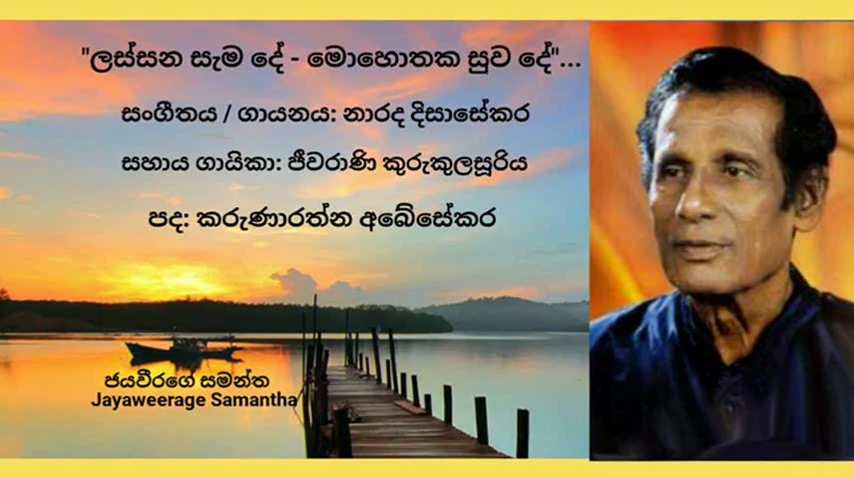 "ලස්සන සැම දේ - මොහොතක සුව දේ"...
සංගීතය / ගායනය: නාරද දිසාසේකර
සහාය ගායිකා: ජීවරාණි කුරුකුලසූරිය
පද: කරුණාරත්න අබේසේකර
ජයවීරගේ සමන්ත
Jayaweerage Samantha